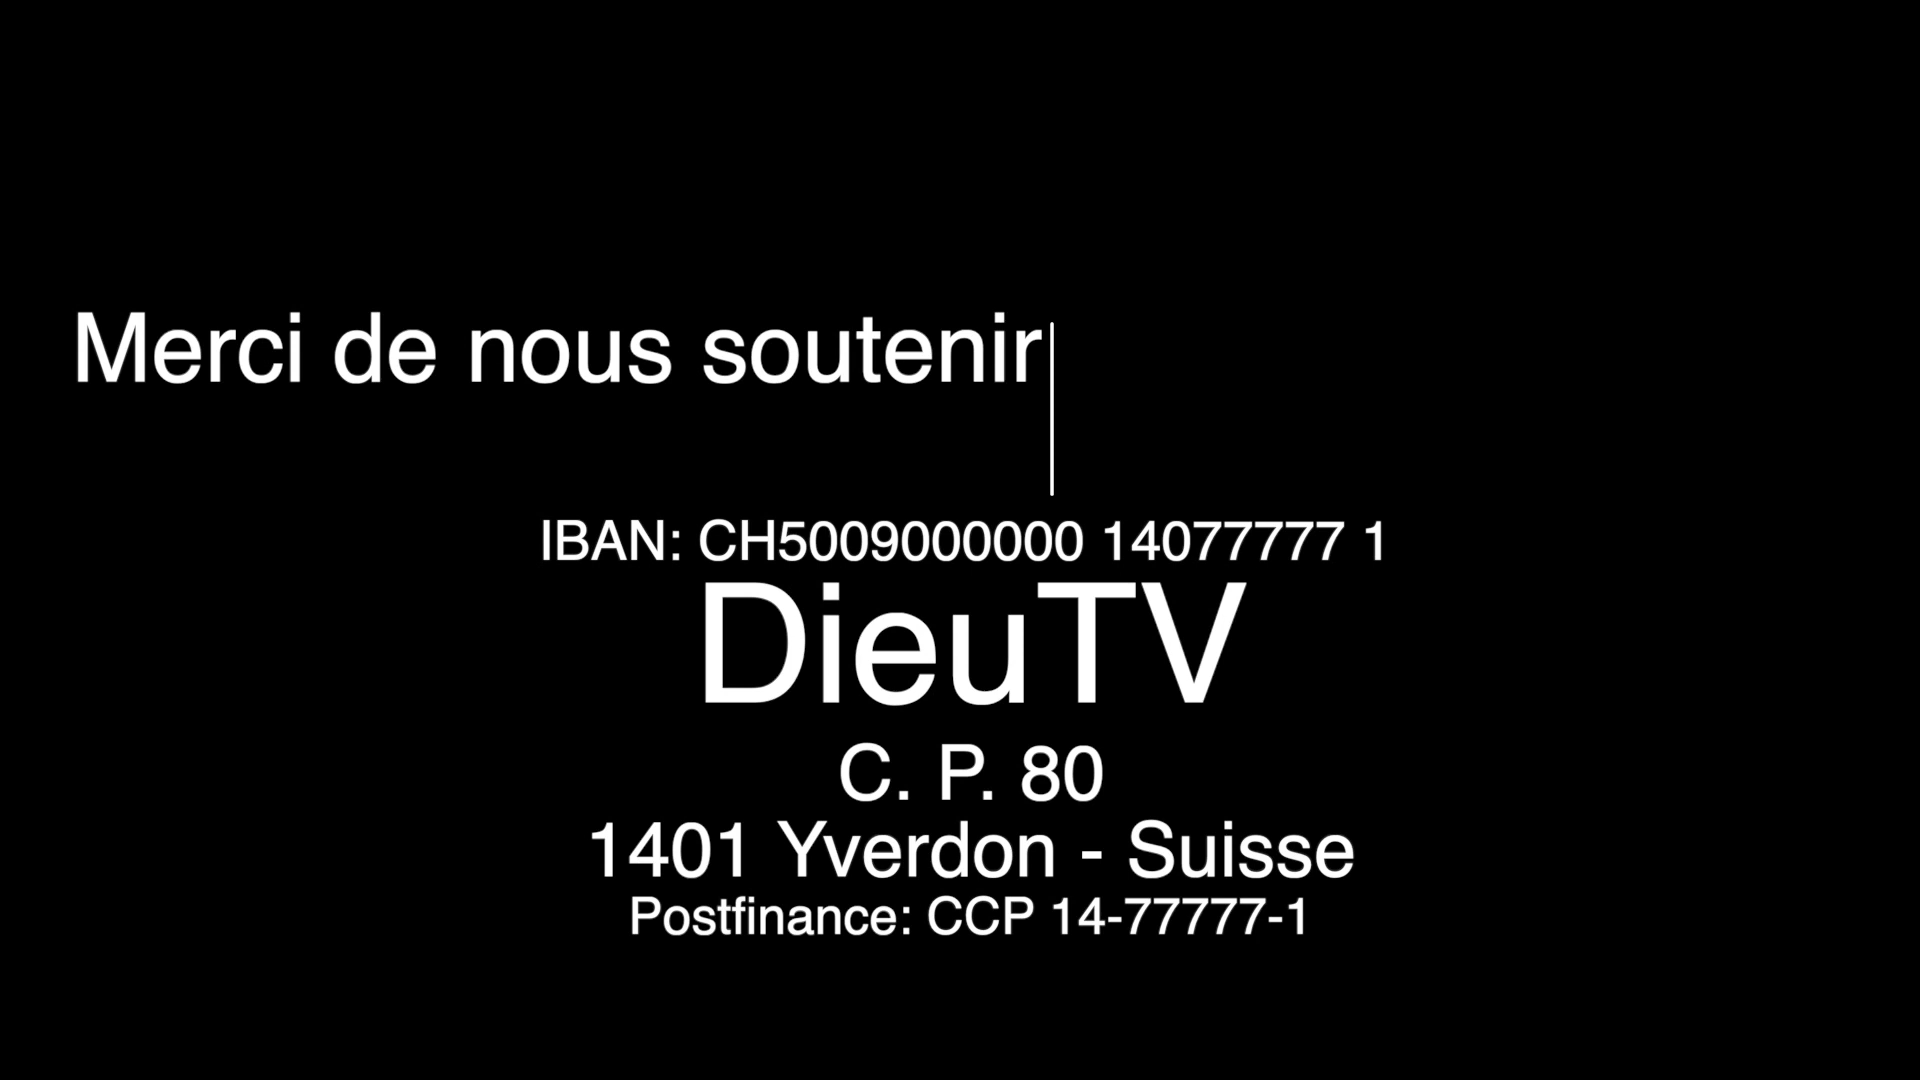 Merci de nous soutenir
IBAN: CH5009000000 14077777 1
DieuTV
C. P. 80
1401 Yverdon - Suisse
Postfinance: CCP 14-77777-1